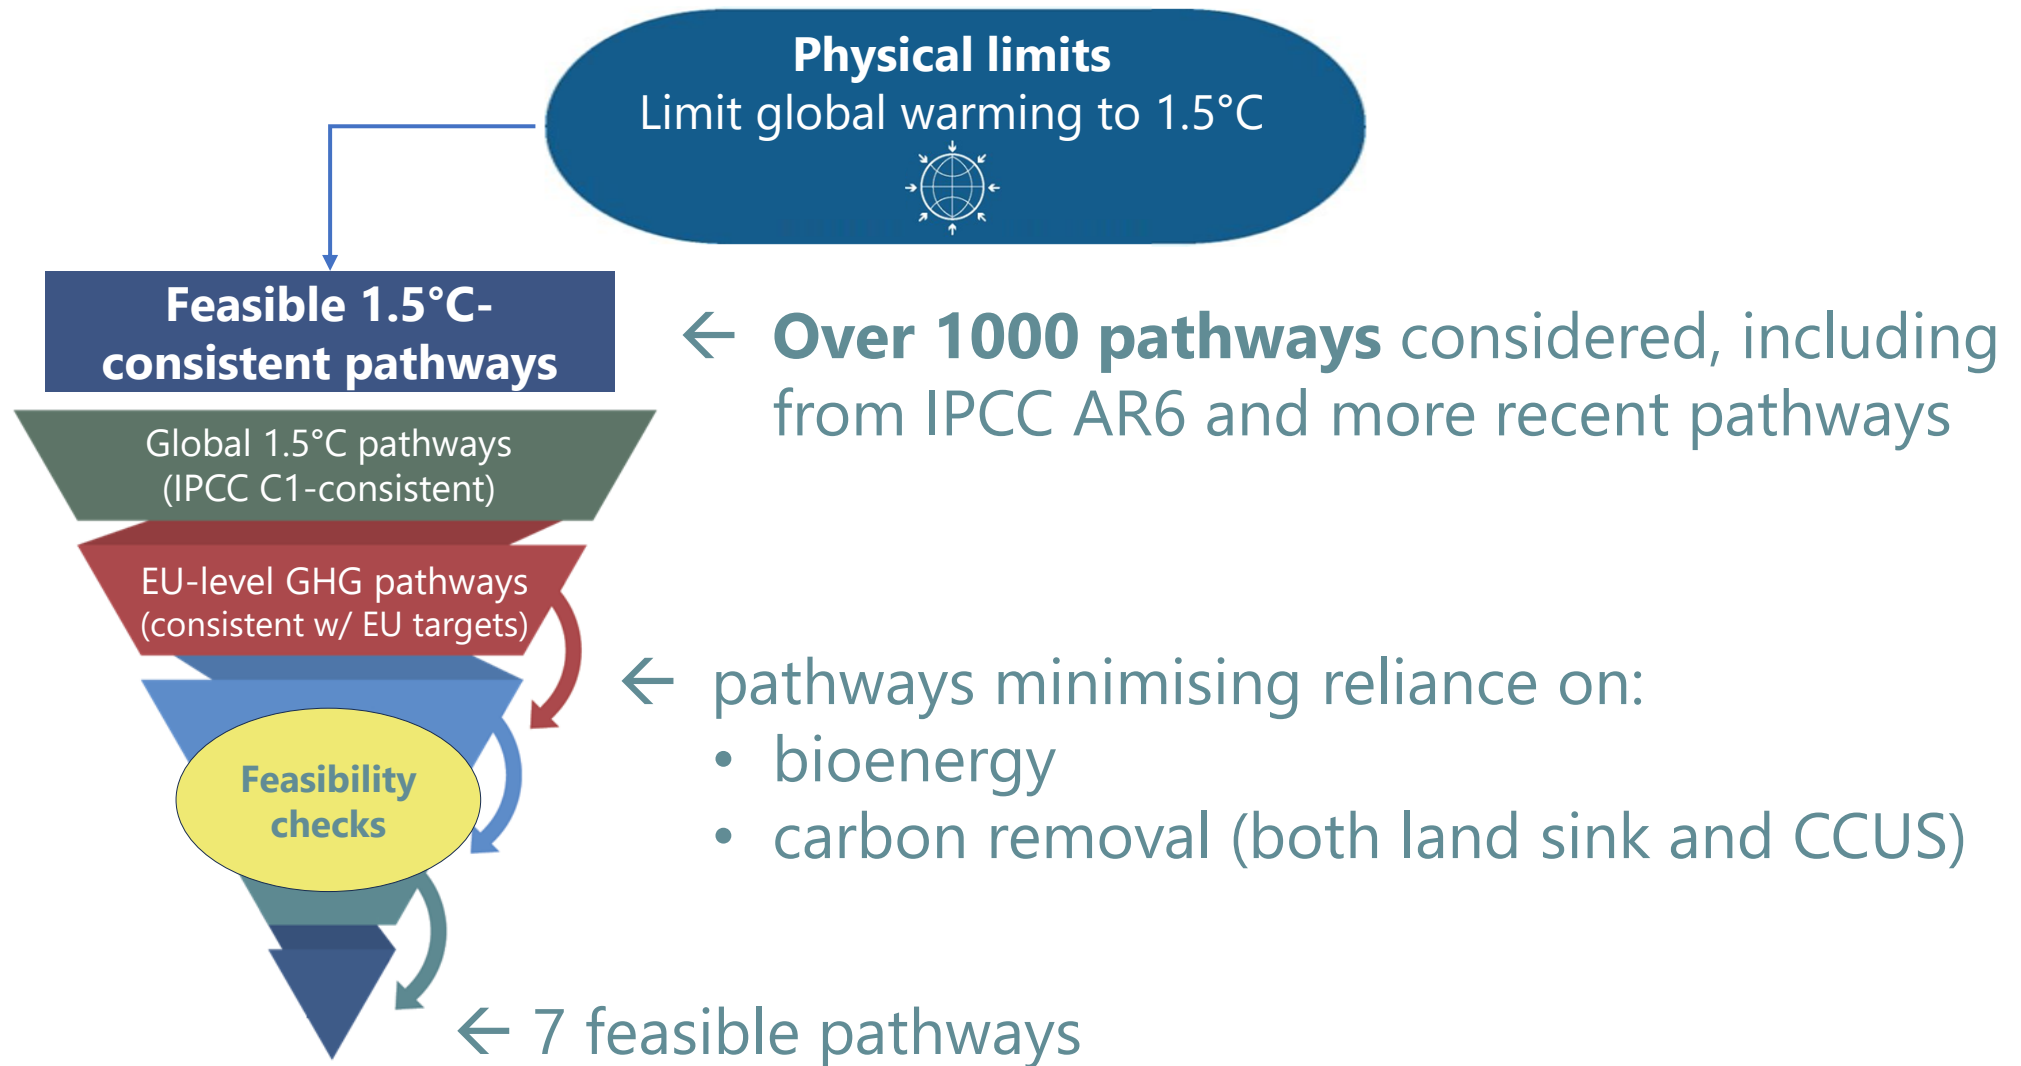 Physical limits
Limit global warming to 1.5°C
Feasible 1.5°C-
consistent pathways
← Over 1000 pathways considered, including
from IPCC AR6 and more recent pathways
Global 1.5°C pathways
(IPCC C1-consistent)
EU-level GHG pathways
(consistent w/ EU targets)
← pathways minimising reliance on:
• bioenergy
• carbon removal (both land sink and CCUS)
Feasibility
checks
← 7 feasible pathways